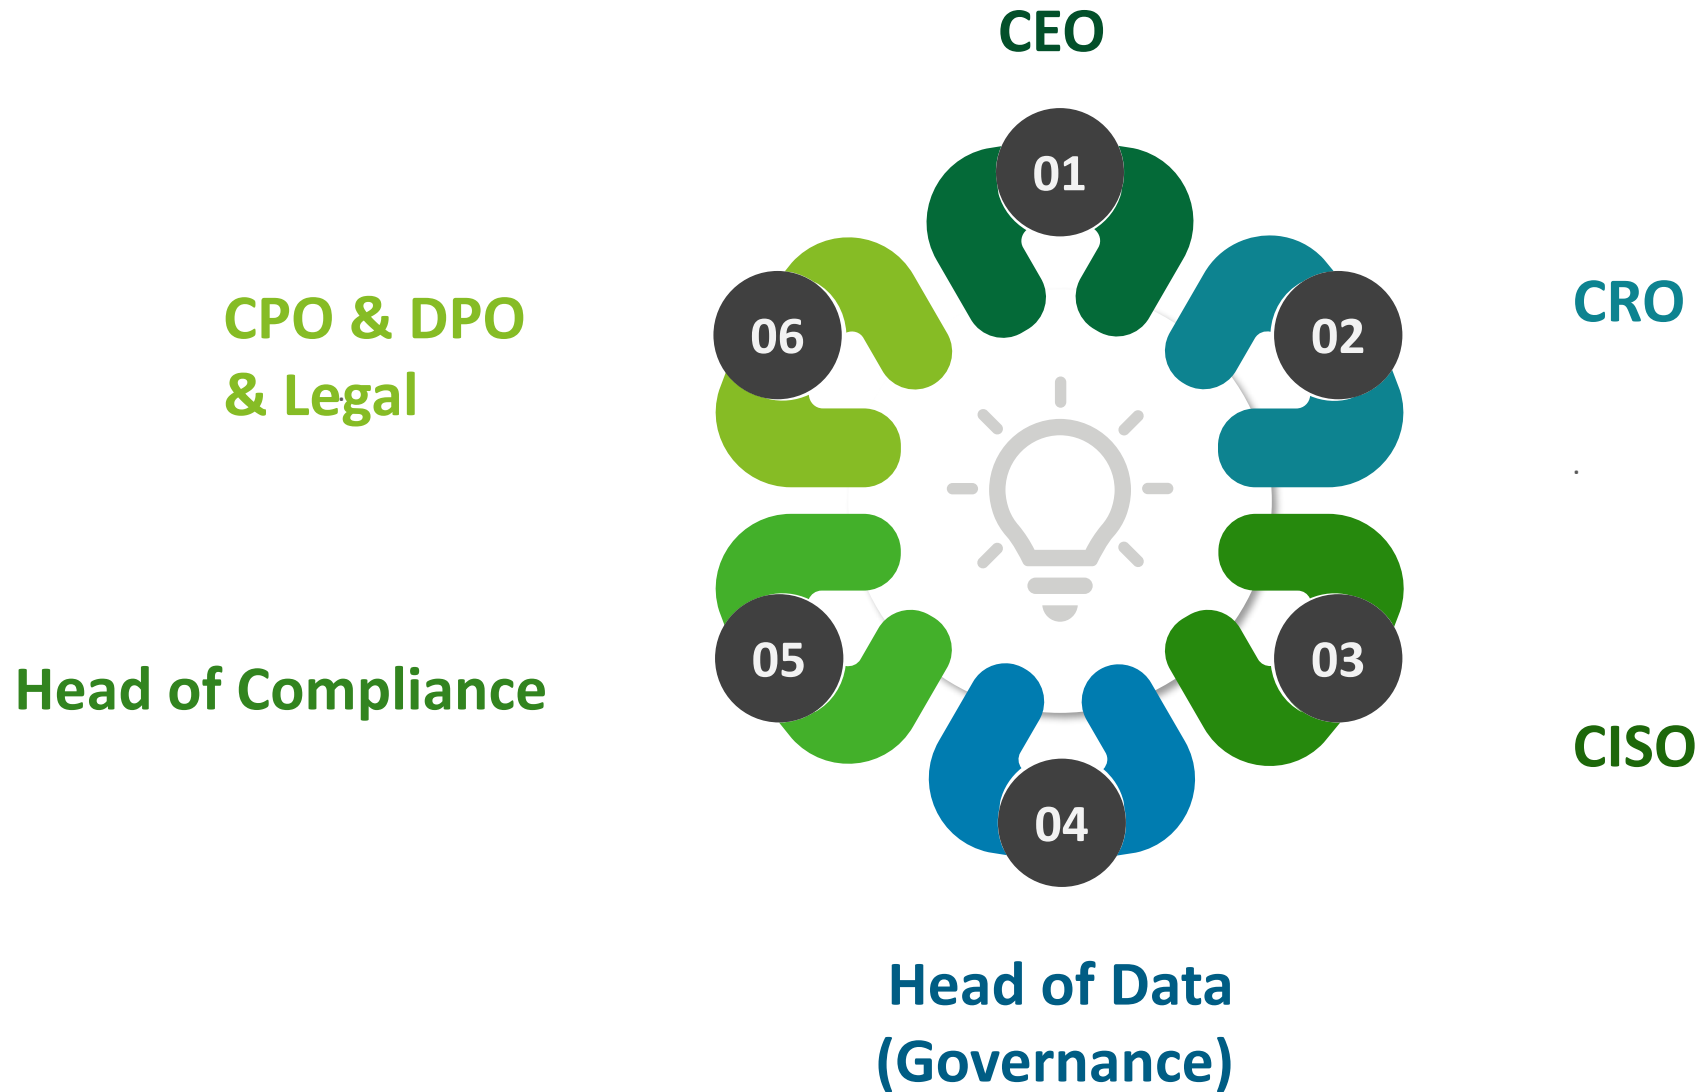 CEO
01
CPO & DPO
& Legal
06
02
CRO
Head of Compliance
05
03
CISO
04
Head of Data
(Governance)